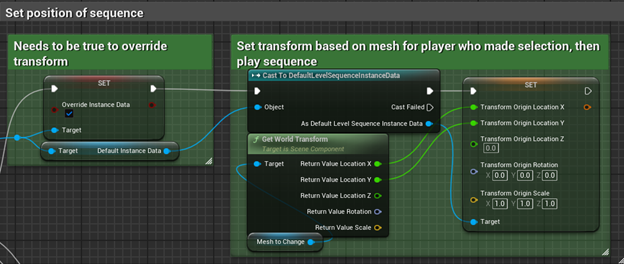 Set position of sequence
Needs to be true to override
transform
SET
Override Instance Data
Target
Target
Default Instance Data
Set transform based on mesh for player who made selection, then
play sequence
Cast To DefaultLevelSequenceInstanceData
Object
Cast Failed
As Default Level Sequence Instance Data
Get World Transform
Target is Scene Component
Target
Return Value Location X
Return Value Location Y
Return Value Location Z
Return Value Rotation
Return Value Scale
Mesh to Change
SET
Transform Origin Location X
Transform Origin Location Y
Transform Origin Location Z
0.0
Transform Origin Rotation
X 0.0 Y 0.0 Z 0.0
Transform Origin Scale
X 1.0 Y 1.0 Z 1.0
Target